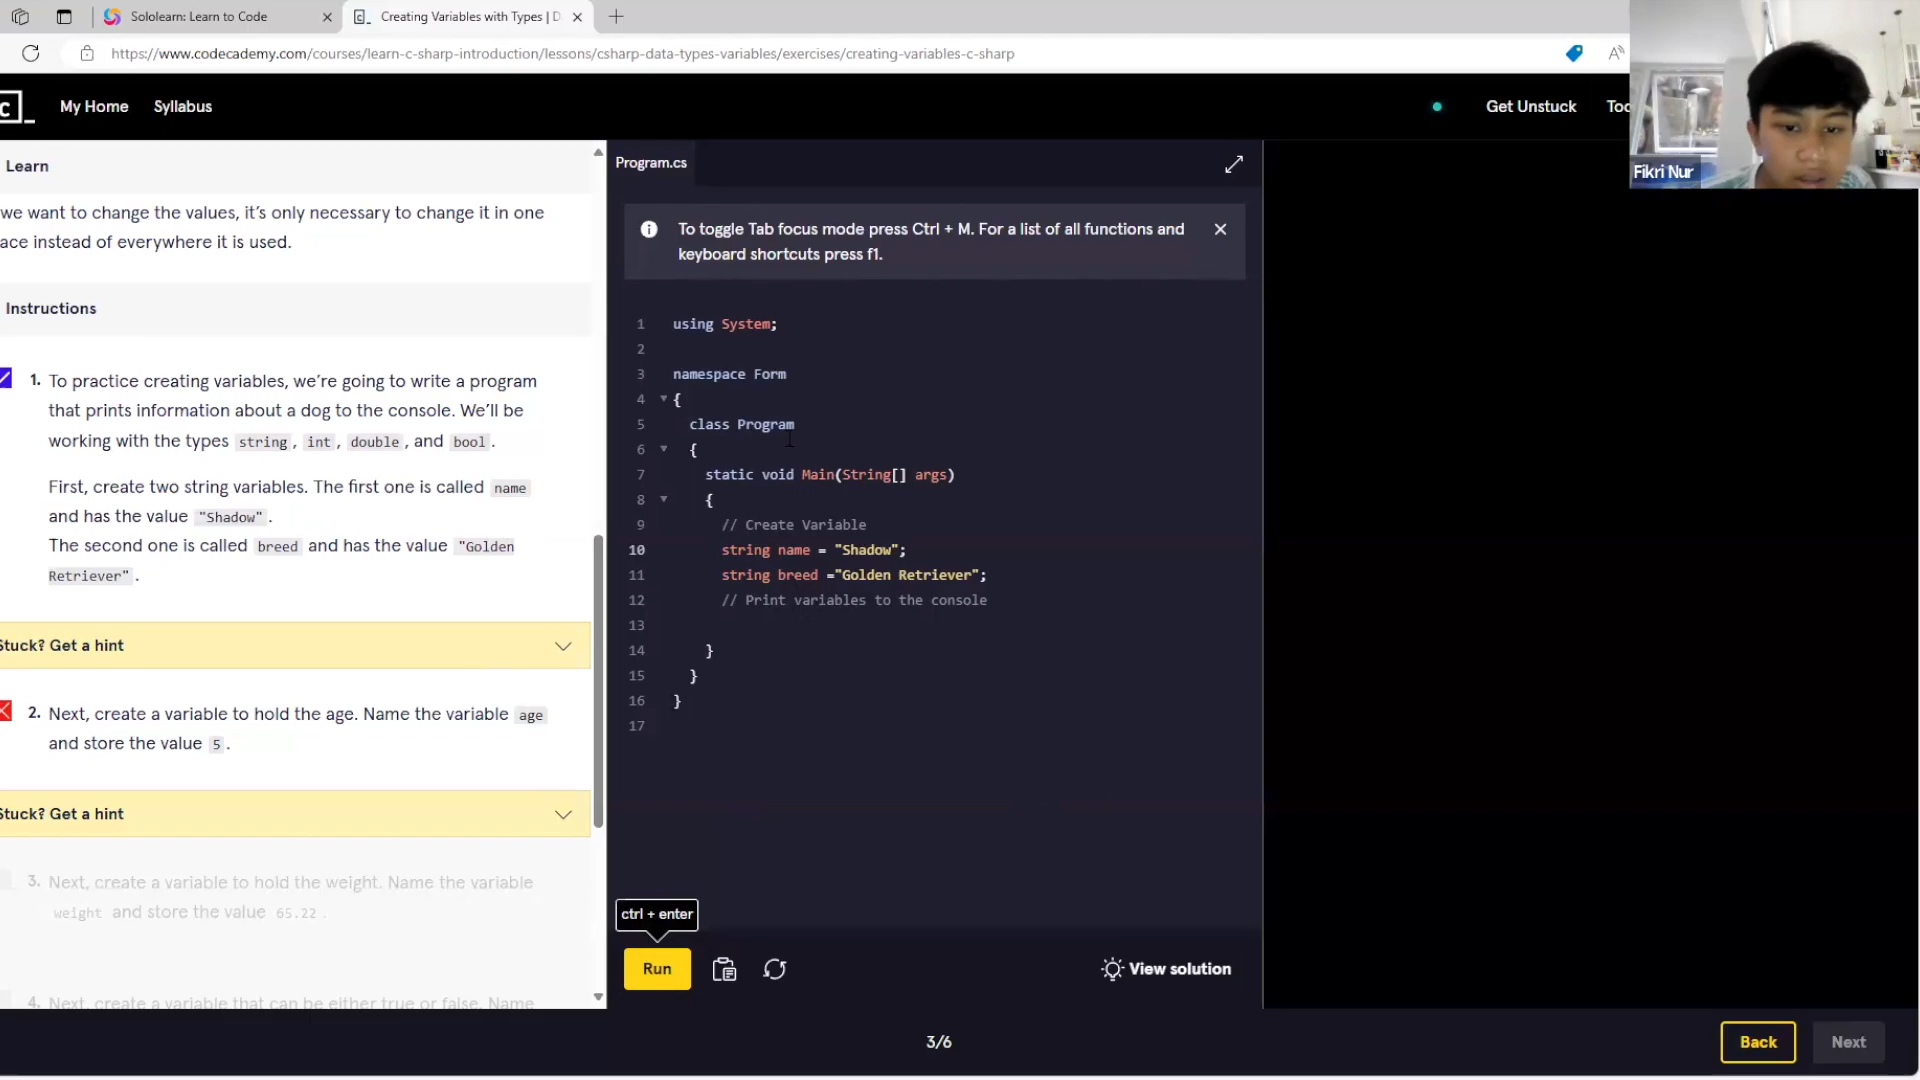 Sololearn: Learn to Code
Creating Variables with Types | D
https://www.codecademy.com/courses/learn-c-sharp-introduction/lessons/csharp-data-types-variables/exercises/creating-variables-c-sharp
My Home
Syllabus
Get Unstuck
Fikri Nur
Learn
we want to change the values, it's only necessary to change it in one
ace instead of everywhere it is used.
Instructions
1. To practice creating variables, we're going to write a program
that prints information about a dog to the console. We'll be
working with the types string, int, double, and bool.
First, create two string variables. The first one is called name
and has the value "Shadow".
The second one is called breed and has the value "Golden
Retriever".
Stuck? Get a hint
2. Next, create a variable to hold the age. Name the variable age
and store the value 5.
Stuck? Get a hint
3. Next, create a variable to hold the weight. Name the variable
weight and store the value 65.22.
4. Next, create a variable that can be either true or false. Name
Program.cs
To toggle Tab focus mode press Ctrl + M. For a list of all functions and
keyboard shortcuts press f1.
1 using System;
2
3 namespace Form
4 {
5 class Program
6 {
7 static void Main(String[] args)
8 {
9 // Create Variable
10 string name = "Shadow";
11 string breed ="Golden Retriever";
12 // Print variables to the console
13
14 }
15 }
16 }
17
ctrl + enter
Run
View solution
3/6
Back
Next